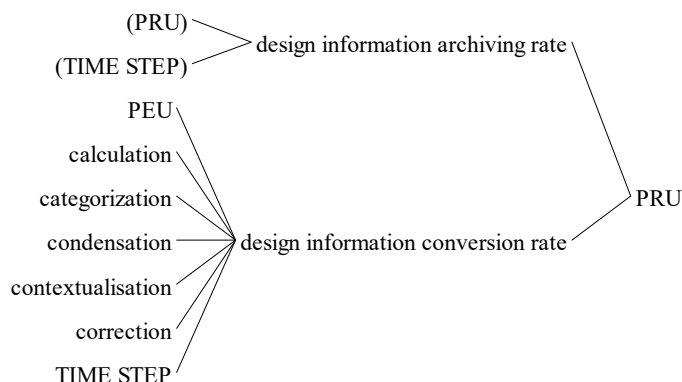 (PRU)
design information archiving rate
(TIME STEP)
PEU
calculation
categorization
PRU
condensation
design information conversion rate
contextualisation
correction
TIME STEP